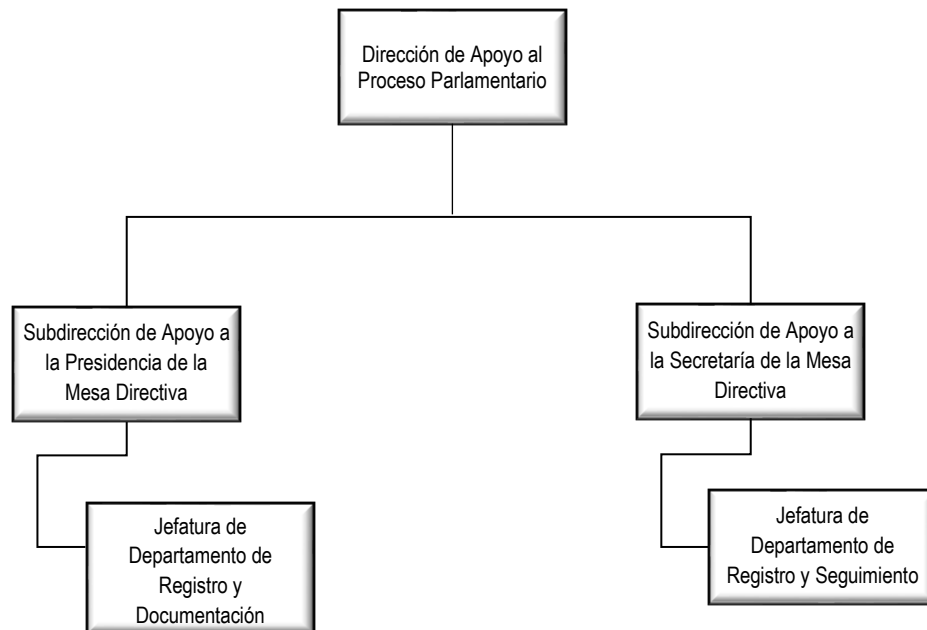 Dirección de Apoyo al
Proceso Parlamentario
Subdirección de Apoyo a
la Presidencia de la
Mesa Directiva
Subdirección de Apoyo a
la Secretaría de la Mesa
Directiva
Jefatura de
Departamento de
Registro y
Documentación
Jefatura de
Departamento de
Registro y Seguimiento